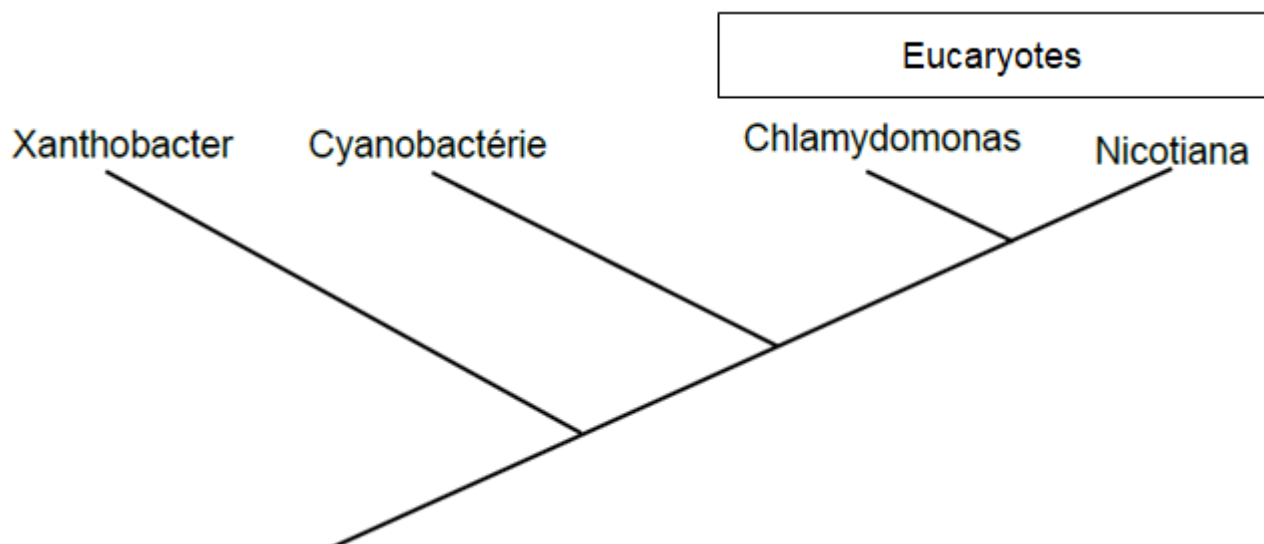 Eucaryotes
Xanthobacter
Cyanobactérie
Chlamydomonas
Nicotiana